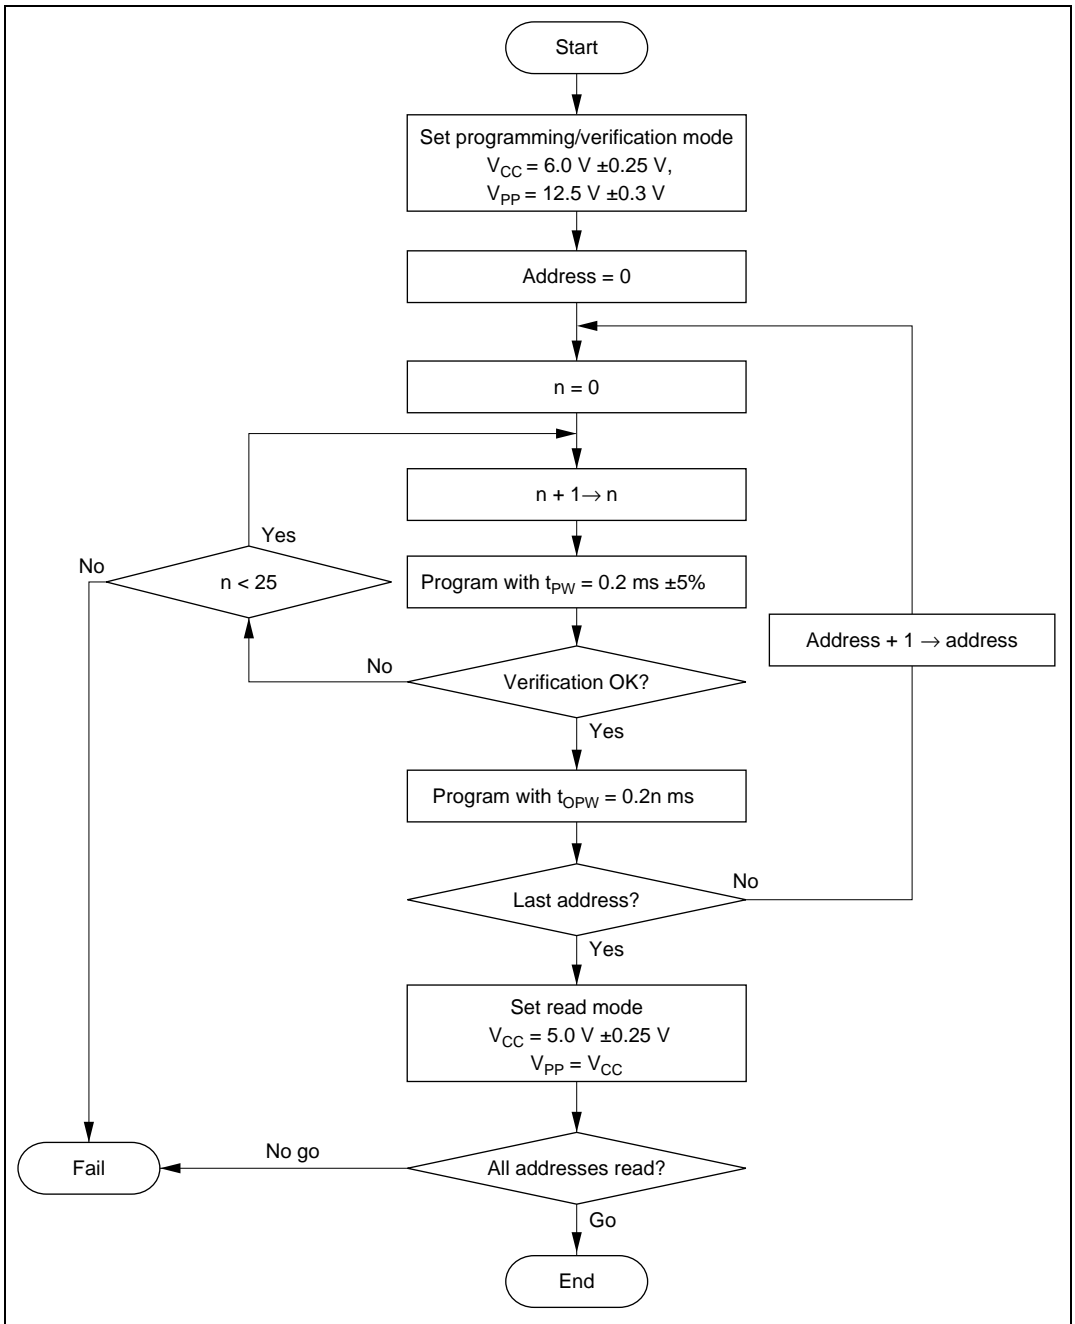 Start
Set programming/verification mode
VCC = 6.0 V ±0.25 V,
VPP = 12.5 V ±0.3 V
Address = 0
n = 0
n + 1→ n
Yes
No
n < 25
Program with tPW = 0.2 ms ±5%
Address + 1 → address
No
Verification OK?
Yes
Program with tOPW = 0.2n ms
Last address?
No
Yes
Set read mode
VCC = 5.0 V ±0.25 V
VPP = VCC
Fail
No go
All addresses read?
Go
End